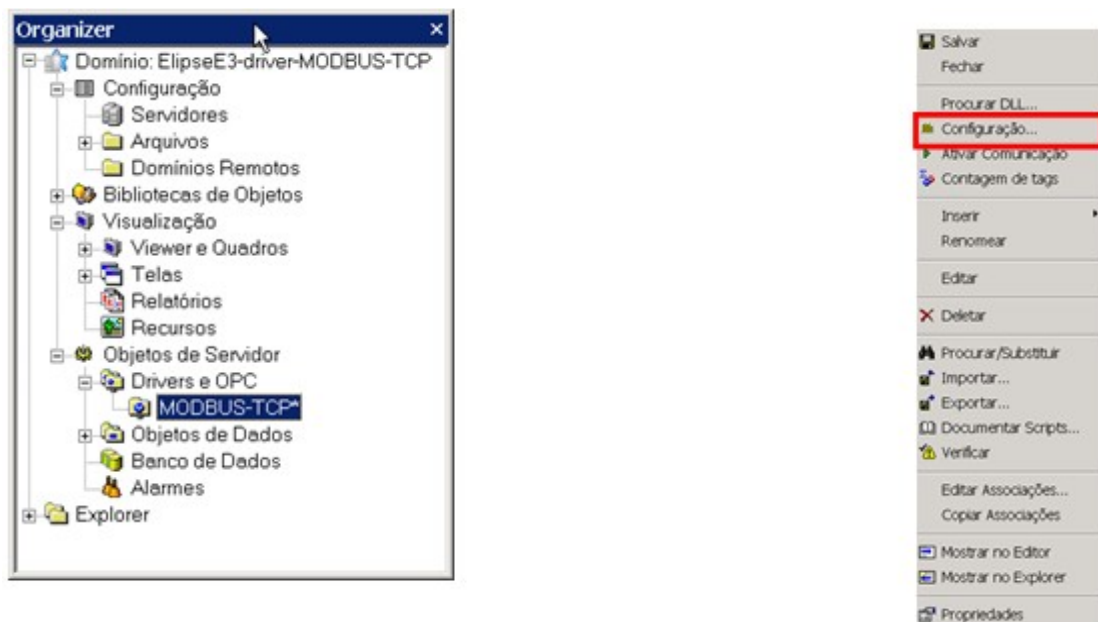 Organizer
Domínio: ElipseE3-driver-MODBUS-TCP
Configuração
Servidores
Arquivos
Domínios Remotos
Bibliotecas de Objetos
Visualização
Viewer e Quadros
Telas
Relatórios
Recursos
Objetos de Servidor
Drivers e OPC
MODBUS-TCP*
Objetos de Dados
Banco de Dados
Alarmes
Explorer
Salvar
Fechar
Procurar DLL...
Configuração...
Ativar Comunicação
Contagem de tags
Inserir
Renomear
Editar
Deletar
Procurar/Substituir
Importar...
Exportar...
Documentar Scripts...
Verificar
Editar Associações...
Copiar Associações
Mostrar no Editor
Mostrar no Explorer
Propriedades